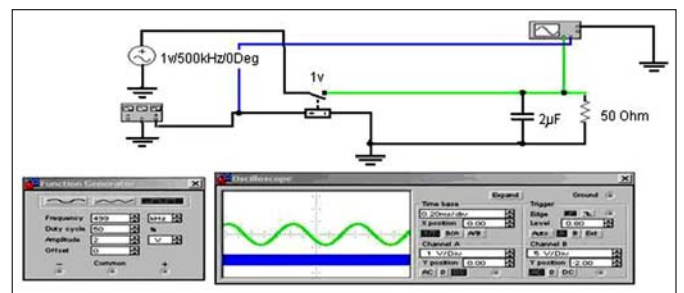 1v/500kHz/0Deg
1v
2µF
50 Ohm
Function Generator
Frequency 499 kHz
Duty cycle 50 %
Amplitude 2 V
Offset 0
− Common +
Oscilloscope
Expand
Ground
Time base
0.20ms/div
X position 0.00
B/A A/B
Trigger
Edge
Level 0.00
Auto A B Ext
Channel A
1 V/Div
Y position 0.00
AC 0
Channel B
5 V/Div
Y position -2.00
0 DC